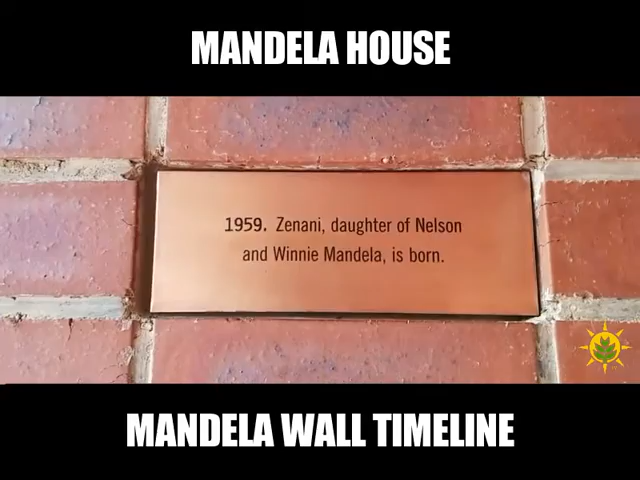 MANDELA HOUSE
1959. Zenani, daughter of Nelson
and Winnie Mandela, is born.
MANDELA WALL TIMELINE